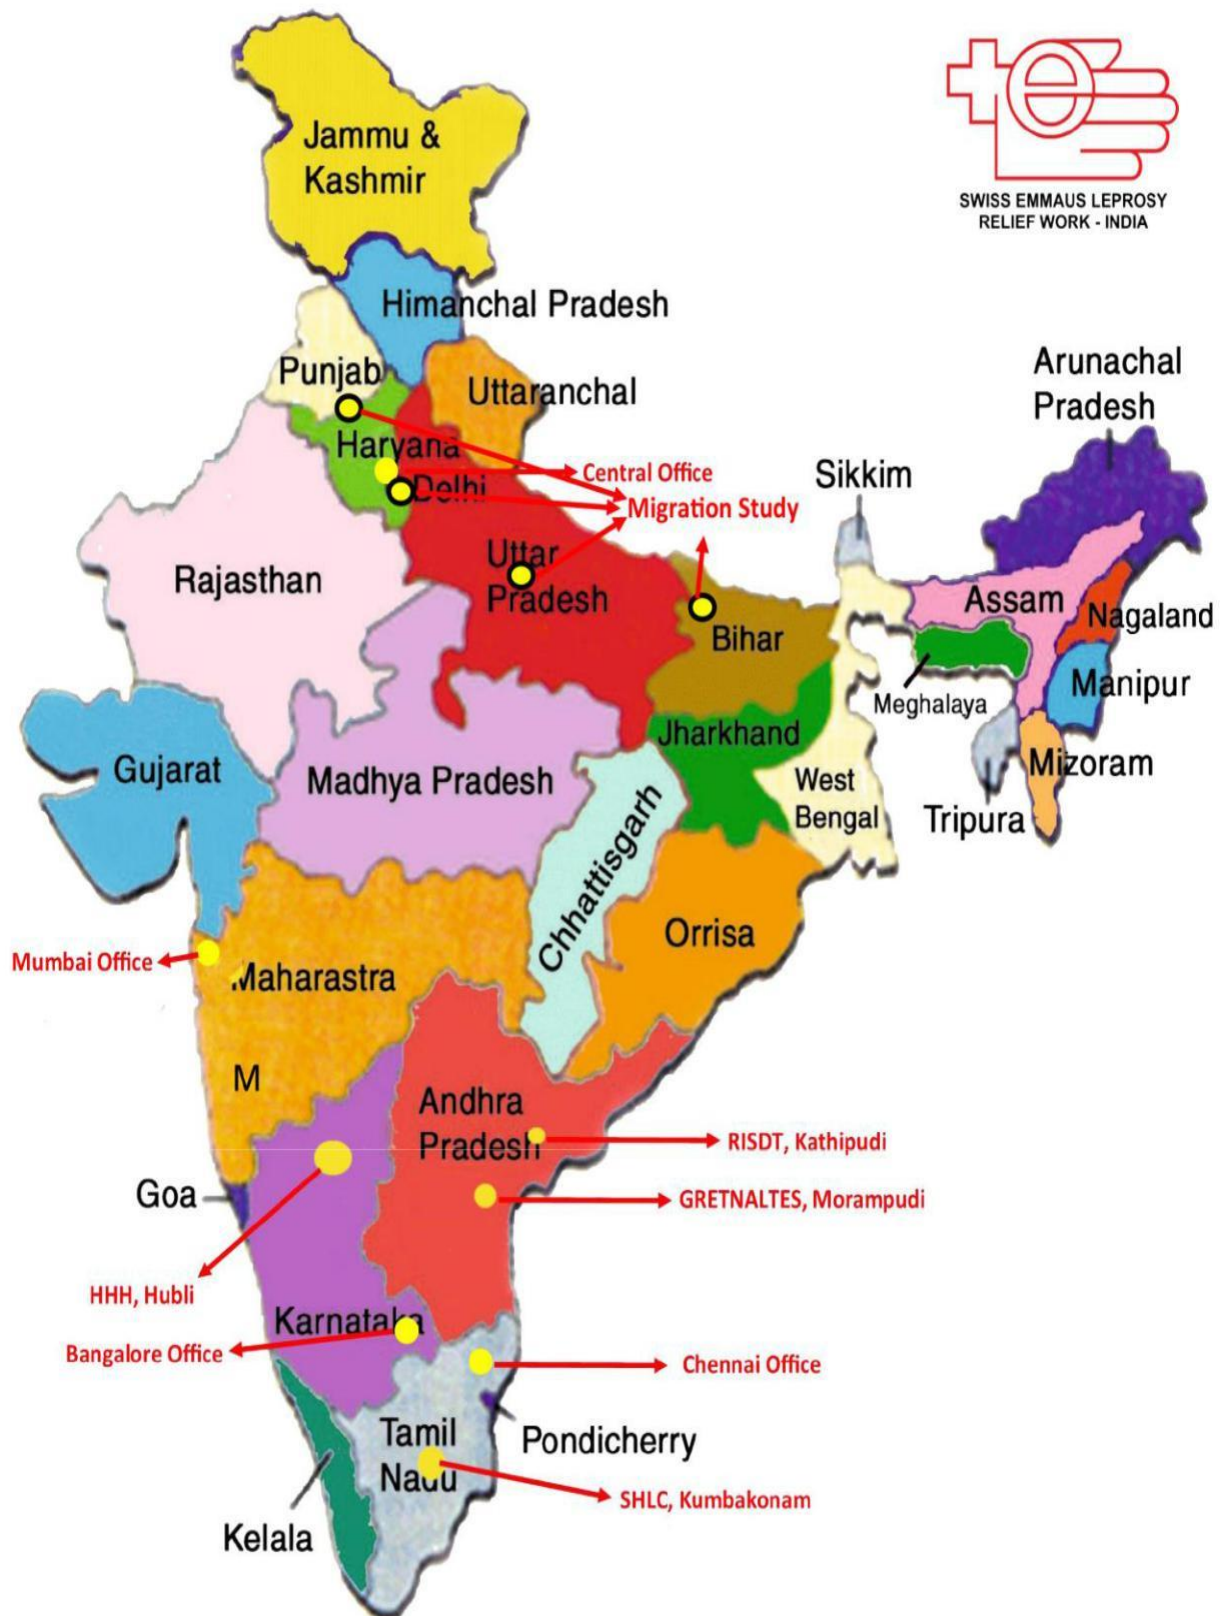 Jammu &
Kashmir
SWISS EMMAUS LEPROSY
RELIEF WORK - INDIA
Himanchal Pradesh
Punjab
Uttaranchal
Arunachal
Pradesh
Haryana
Central Office
Sikkim
Delhi
Migration Study
Rajasthan
Uttar
Pradesh
Assam
Nagaland
Bihar
Meghalaya
Manipur
Jharkhand
Gujarat
Madhya Pradesh
West
Bengal
Mizoram
Tripura
Chhattisgarh
Orrisa
Mumbai Office
Maharastra
M
Andhra
Pradesh
RISDT, Kathipudi
Goa
GRETNALTES, Morampudi
HHH, Hubli
Karnataka
Bangalore Office
Chennai Office
Tamil
Nadu
Pondicherry
SHLC, Kumbakonam
Kelala